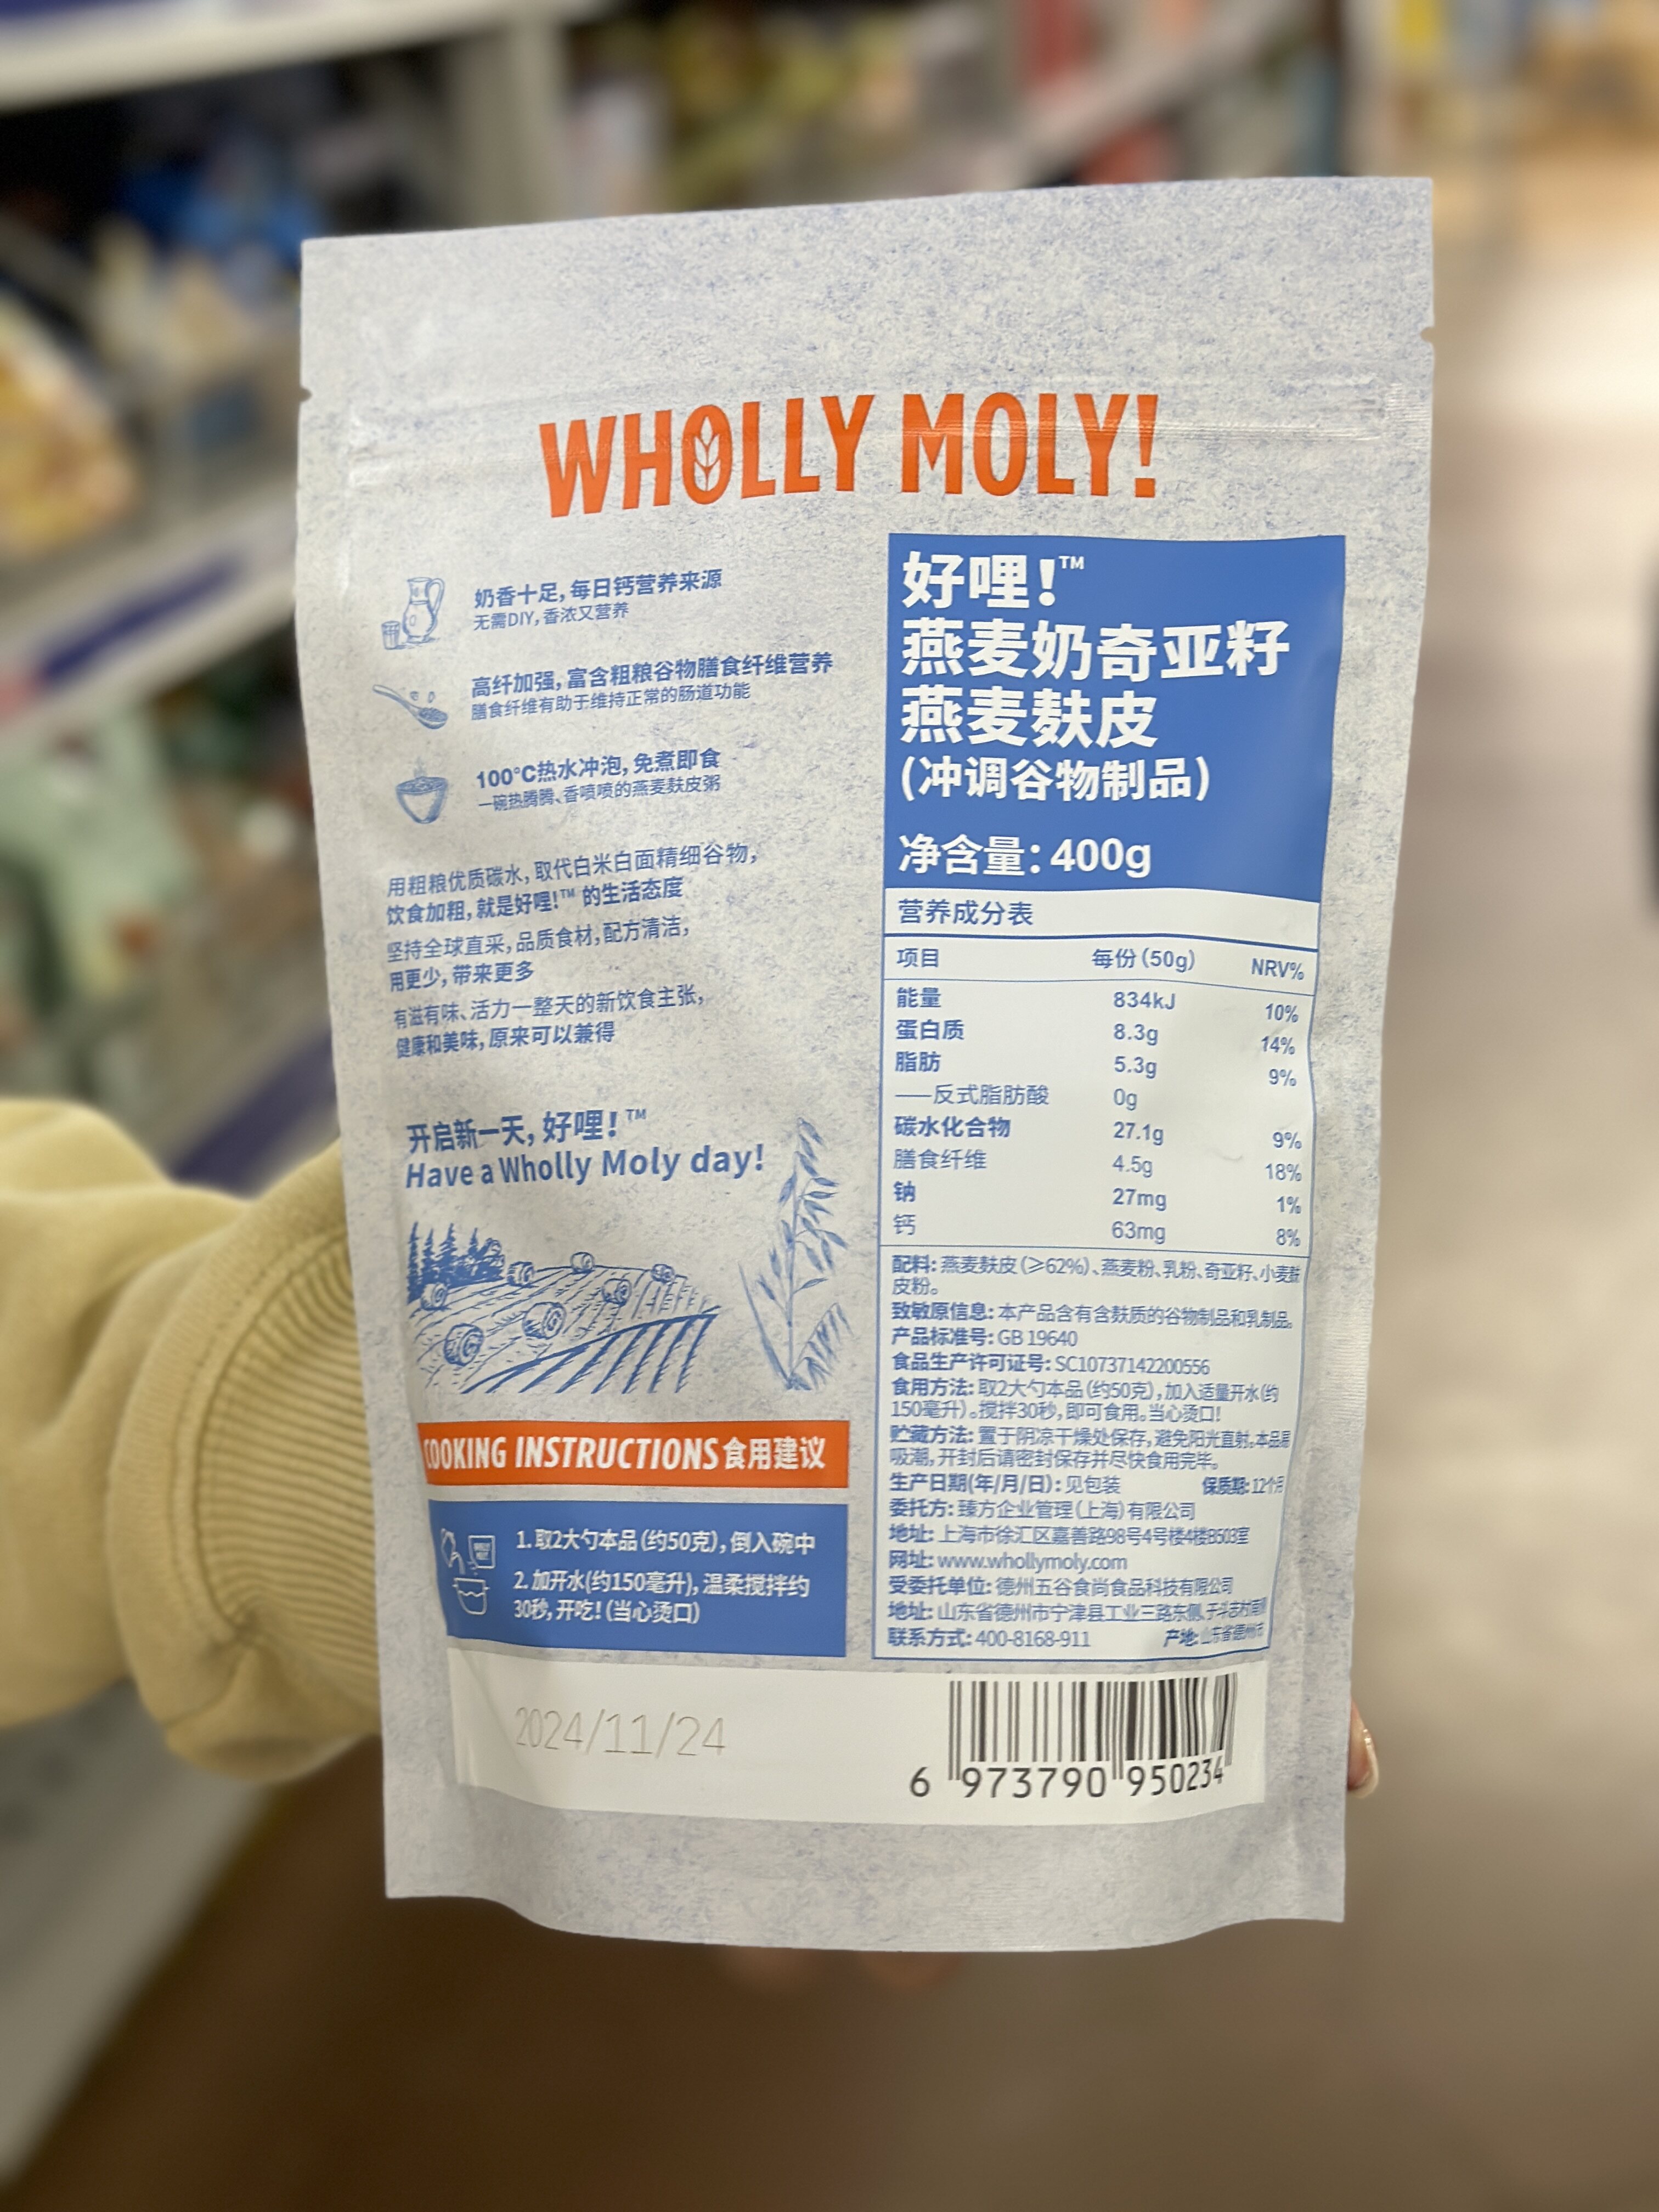 WHOLLY MOLY!
奶香十足,每日钙营养来源
无需DIY,香浓又营养
高纤加强,富含粗粮谷物膳食纤维营养
膳食纤维有助于维持正常的肠道功能
100°C热水冲泡,免煮即食
一碗热腾腾、香喷喷的燕麦麸皮粥
用粗粮优质碳水,取代白米白面精细谷物,
饮食加粗,就是好哩!™的生活态度
坚持全球直采,品质食材,配方清洁,
用更少,带来更多
有滋有味、活力一整天的新饮食主张,
健康和美味,原来可以兼得
开启新一天,好哩!™
Have a Wholly Moly day!
COOKING INSTRUCTIONS食用建议
1.取2大勺本品(约50克),倒入碗中
2.加开水(约150毫升),温柔搅拌约
30秒,开吃!(当心烫口)
好哩!™
燕麦奶奇亚籽
燕麦麸皮
(冲调谷物制品)
净含量:400g
营养成分表
项目 每份(50g) NRV%
能量 834kJ 10%
蛋白质 8.3g 14%
脂肪 5.3g 9%
——反式脂肪酸 0g
碳水化合物 27.1g 9%
膳食纤维 4.5g 18%
钠 27mg 1%
钙 63mg 8%
配料:燕麦麸皮(≥62%)、燕麦粉、乳粉、奇亚籽、小麦麸
皮粉。
致敏原信息:本产品含有含麸质的谷物制品和乳制品。
产品标准号:GB 19640
食品生产许可证号:SC10737142200556
食用方法:取2大勺本品(约50克),加入适量开水(约
150毫升)。搅拌30秒,即可食用。当心烫口!
贮藏方法:置于阴凉干燥处保存,避免阳光直射。本品易
吸潮,开封后请密封保存并尽快食用完毕。
生产日期(年/月/日):见包装 保质期:12个月
委托方:臻方企业管理(上海)有限公司
地址:上海市徐汇区嘉善路98号4号楼4楼B503室
网址:www.whollymoly.com
受委托单位:德州五谷食尚食品科技有限公司
地址:山东省德州市宁津县工业三路东侧、于斗志村
联系方式:400-8168-911 产地:山东省德州市
2024/11/24
6 973790 950234